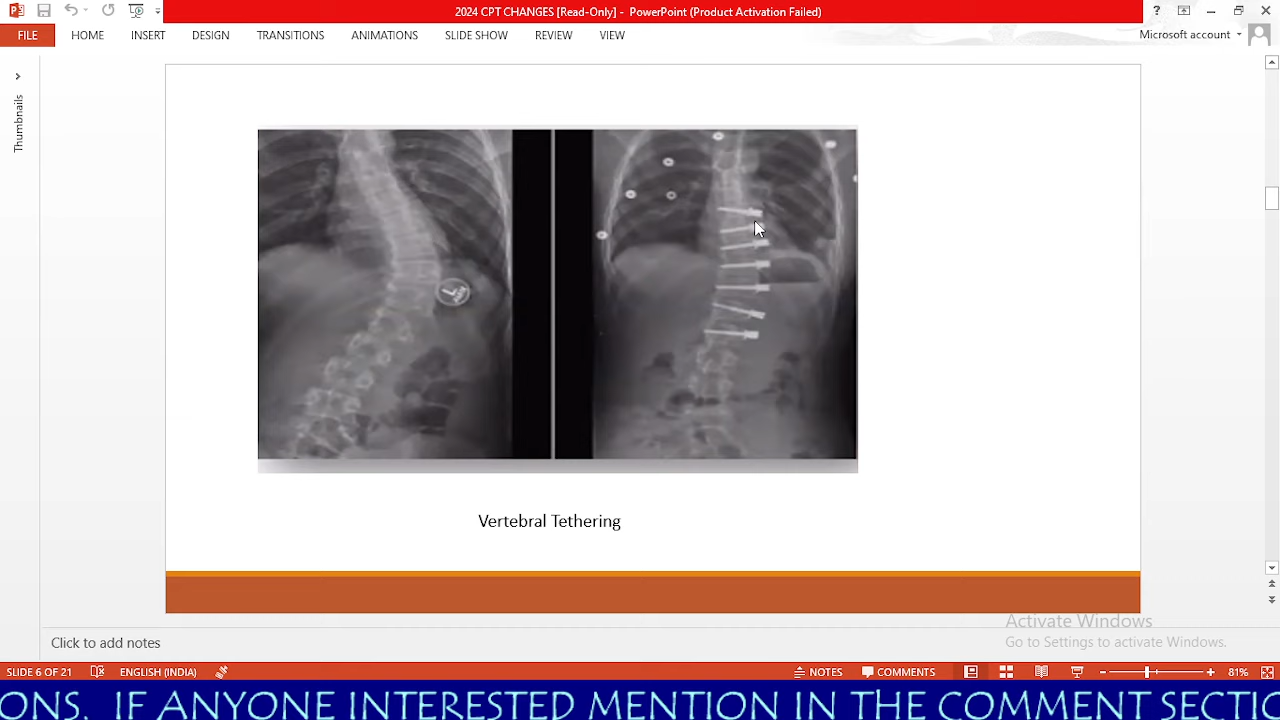 2024 CPT CHANGES [Read-Only] - PowerPoint (Product Activation Failed)
?
FILE HOME INSERT DESIGN TRANSITIONS ANIMATIONS SLIDE SHOW REVIEW VIEW
Microsoft account
Thumbnails
L
Vertebral Tethering
Activate Windows
Go to Settings to activate Windows.
Click to add notes
SLIDE 6 OF 21 ENGLISH (INDIA) NOTES COMMENTS 81%
ONS. IF ANYONE INTERESTED MENTION IN THE COMMENT SECTIO